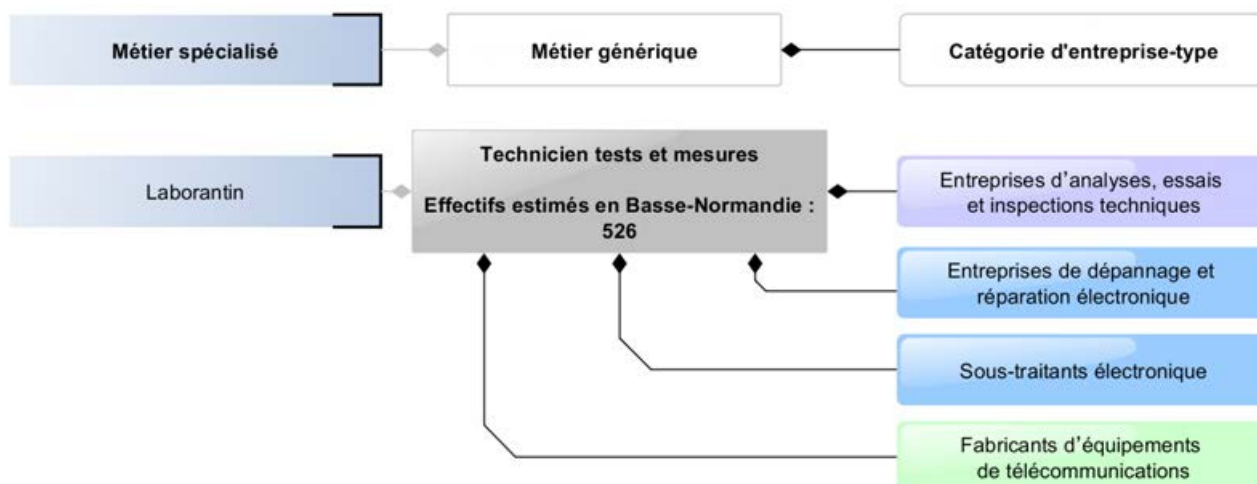 Métier spécialisé
Métier générique
Catégorie d'entreprise-type
Laborantin
Technicien tests et mesures
Effectifs estimés en Basse-Normandie :
526
Entreprises d’analyses, essais
et inspections techniques
Entreprises de dépannage et
réparation électronique
Sous-traitants électronique
Fabricants d’équipements
de télécommunications